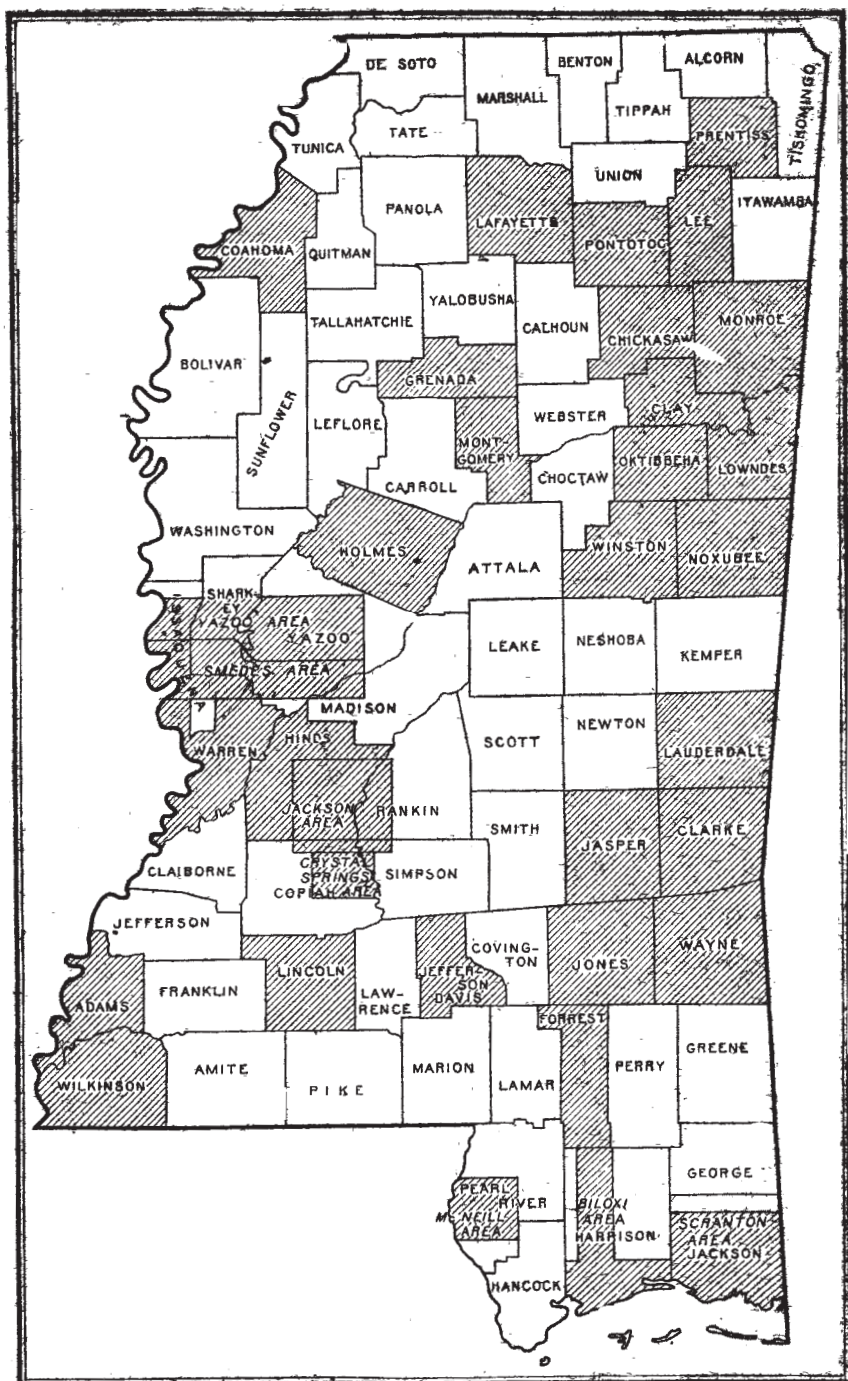 DE SOTO
BENTON
ALCORN
TISHOMINGO
MARSHALL
TIPPAH
TATE
TUNICA
PRENTISS
UNION
PANOLA
LAFAYETTE
ITAWAMBA
COAHOMA
QUITMAN
PONTOTOC
LEE
YALOBUSHA
TALLAHATCHIE
CALHOUN
MONROE
CHICKASAW
BOLIVAR
GRENADA
SUNFLOWER
LEFLORE
WEBSTER
CLAY
MONT-
GOMERY
OKTIBBEHA
LOWNDES
CARROLL
CHOCTAW
WASHINGTON
HOLMES
WINSTON
NOXUBEE
ATTALA
SHARK
EY
ISSAQUENA
YAZOO AREA
YAZOO
LEAKE
NESHOBA
KEMPER
SMEDES AREA
MADISON
WARREN
HINDS
SCOTT
NEWTON
LAUDERDALE
JACKSON
AREA
RANKIN
SMITH
JASPER
CLARKE
CLAIBORNE
CRYSTAL
SPRINGS
AREA
COPIAH
SIMPSON
JEFFERSON
COVING-
TON
WAYNE
LINCOLN
JEFFER-
SON
DAVIS
JONES
ADAMS
FRANKLIN
LAW-
RENCE
FORREST
WILKINSON
AMITE
PIKE
MARION
LAMAR
PERRY
GREENE
GEORGE
PEARL
RIVER
MCNEILL
AREA
BILOXI
AREA
HARRISON
SCRANTON
AREA
JACKSON
HANCOCK